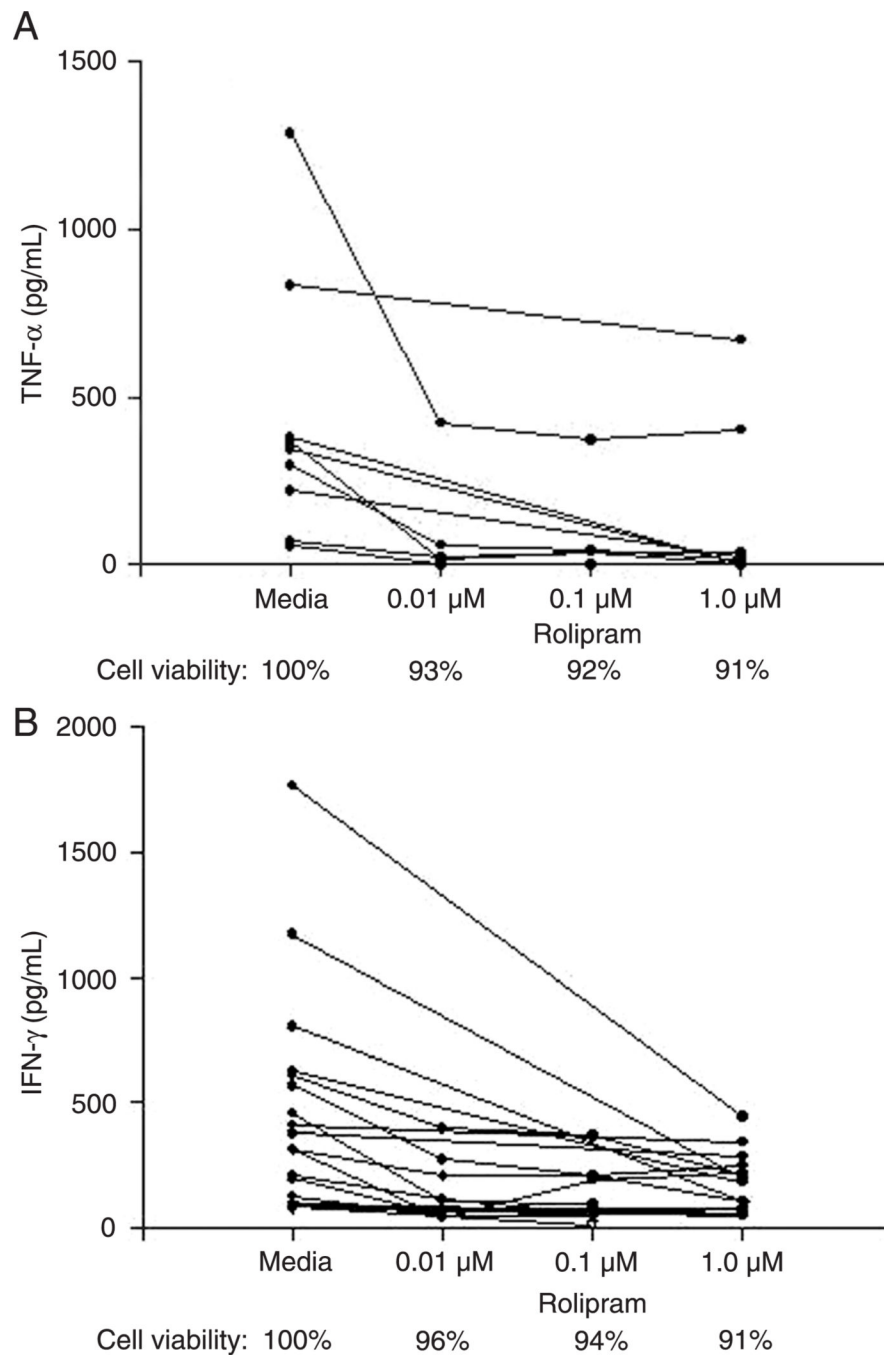 A
1500
1000
500
0
TNF-α (pg/mL)
Media 0.01 µM 0.1 µM 1.0 µM
Rolipram
Cell viability: 100% 93% 92% 91%
B
2000
1500
1000
500
0
IFN-γ (pg/mL)
Media 0.01 µM 0.1 µM 1.0 µM
Rolipram
Cell viability: 100% 96% 94% 91%